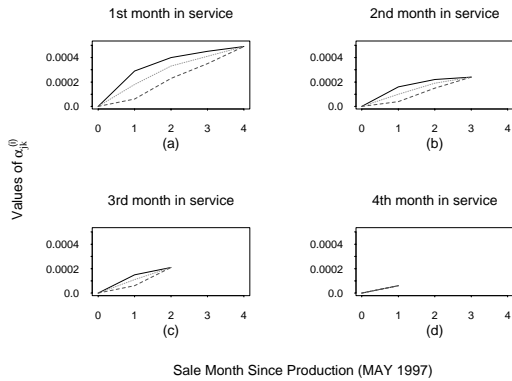 1st month in service
2nd month in service
0.0004
0.0002
0.0
0 1 2 3 4
(a)
0.0004
0.0002
0.0
0 1 2 3 4
(b)
Values of α_jk^(i)
3rd month in service
4th month in service
0.0004
0.0002
0.0
0 1 2 3 4
(c)
0.0004
0.0002
0.0
0 1 2 3 4
(d)
Sale Month Since Production (MAY 1997)